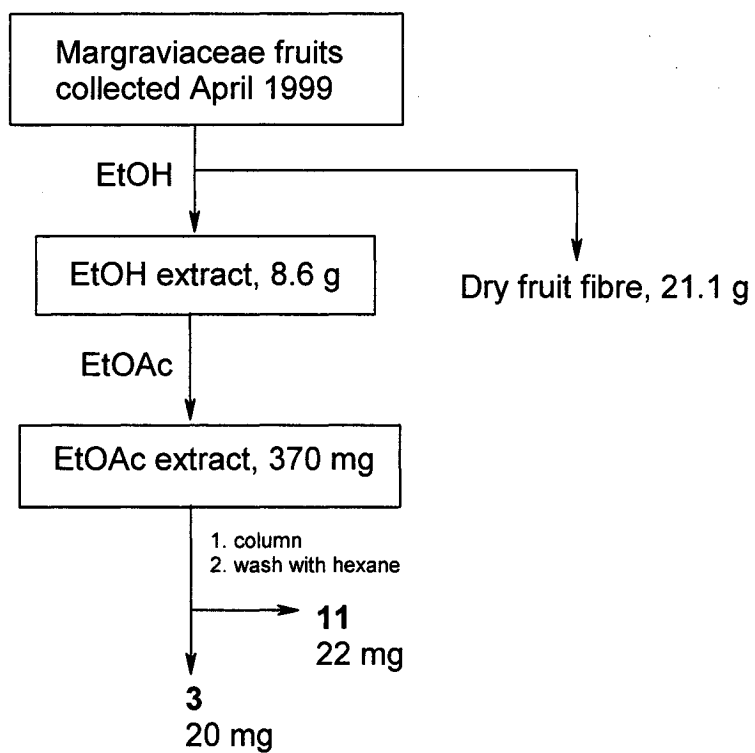 Margraviaceae fruits
collected April 1999
EtOH
EtOH extract, 8.6 g
Dry fruit fibre, 21.1 g
EtOAc
EtOAc extract, 370 mg
1. column
2. wash with hexane
11
22 mg
3
20 mg